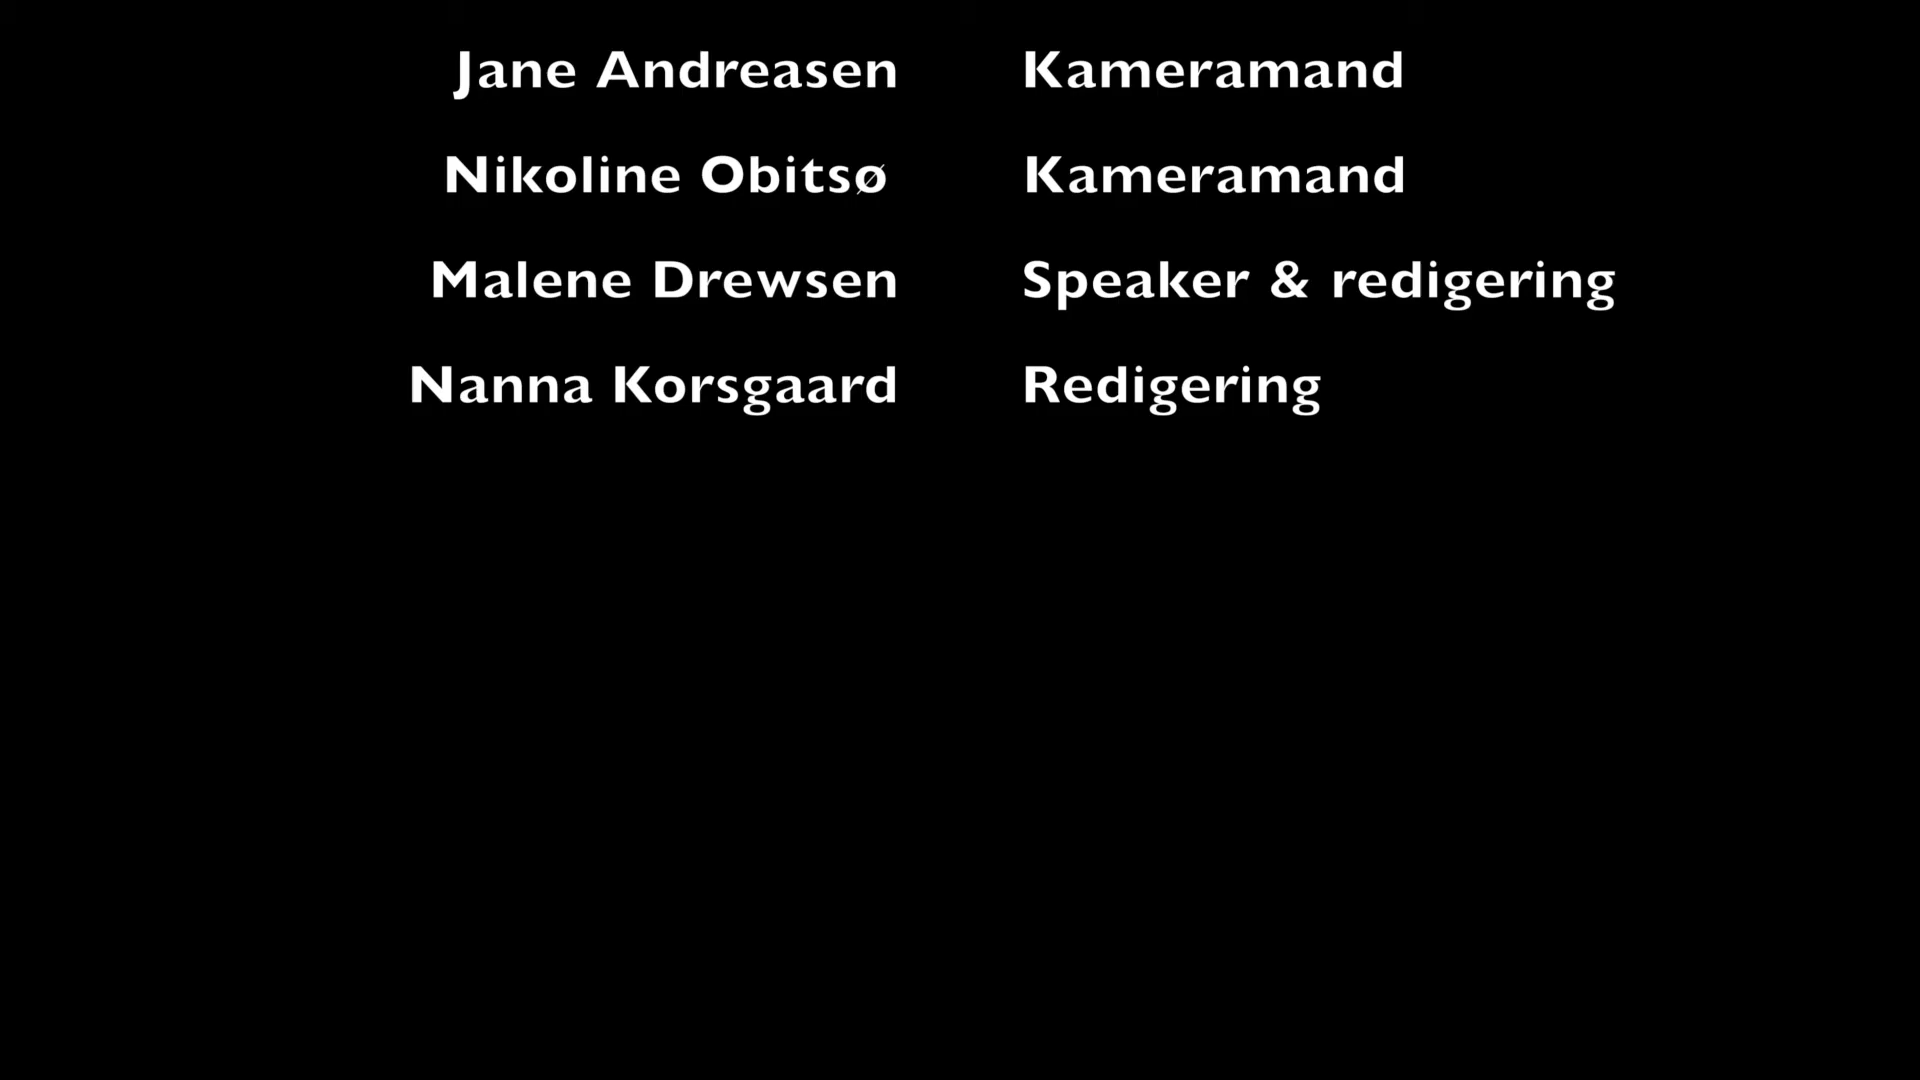 Jane Andreasen Kameramand
Nikoline Obitsø Kameramand
Malene Drewsen Speaker & redigering
Nanna Korsgaard Redigering